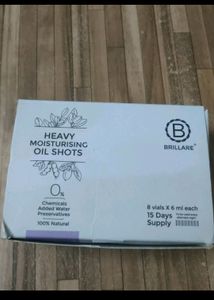 HEAVY
MOISTURISING
OIL SHOTS
0%
Chemicals
Added Water
Preservatives
100% Natural
B
BRILLARE
8 vials X 6 ml each
15 Days
Supply